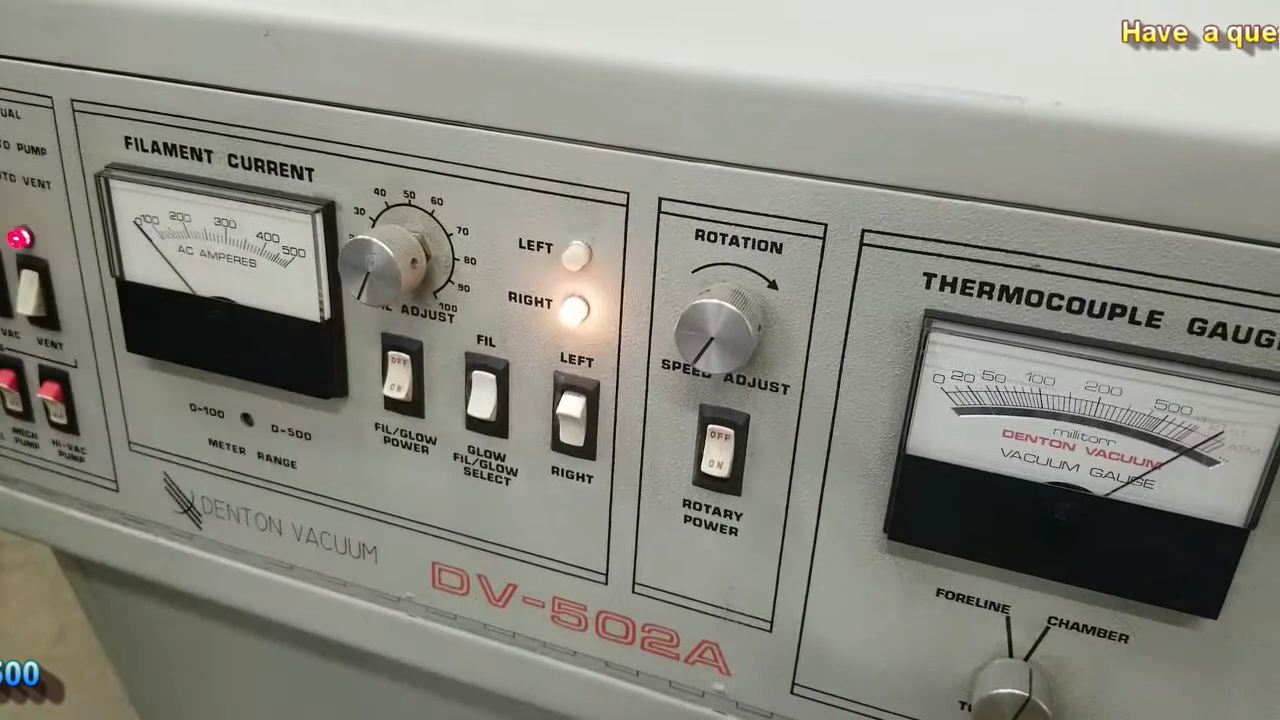 Have a ques
UAL
TO PUMP
TO VENT
VAC VENT
MECH
PUMP
HI-VAC
PUMP
FILAMENT CURRENT
0 100 200 300 400 500
AC AMPERES
30 40 50 60 70 80 90 100
ADJUST
0-100 0-500
METER RANGE
LEFT
RIGHT
OFF
ON
FIL/GLOW
POWER
FIL
GLOW
FIL/GLOW
SELECT
LEFT
RIGHT
DENTON VACUUM
DV-502A
ROTATION
SPEED ADJUST
OFF
ON
ROTARY
POWER
THERMOCOUPLE GAUG
0 20 50 100 200 500
ATM
millitorr
DENTON VACUUM
VACUUM GAUGE
FORELINE
CHAMBER
500